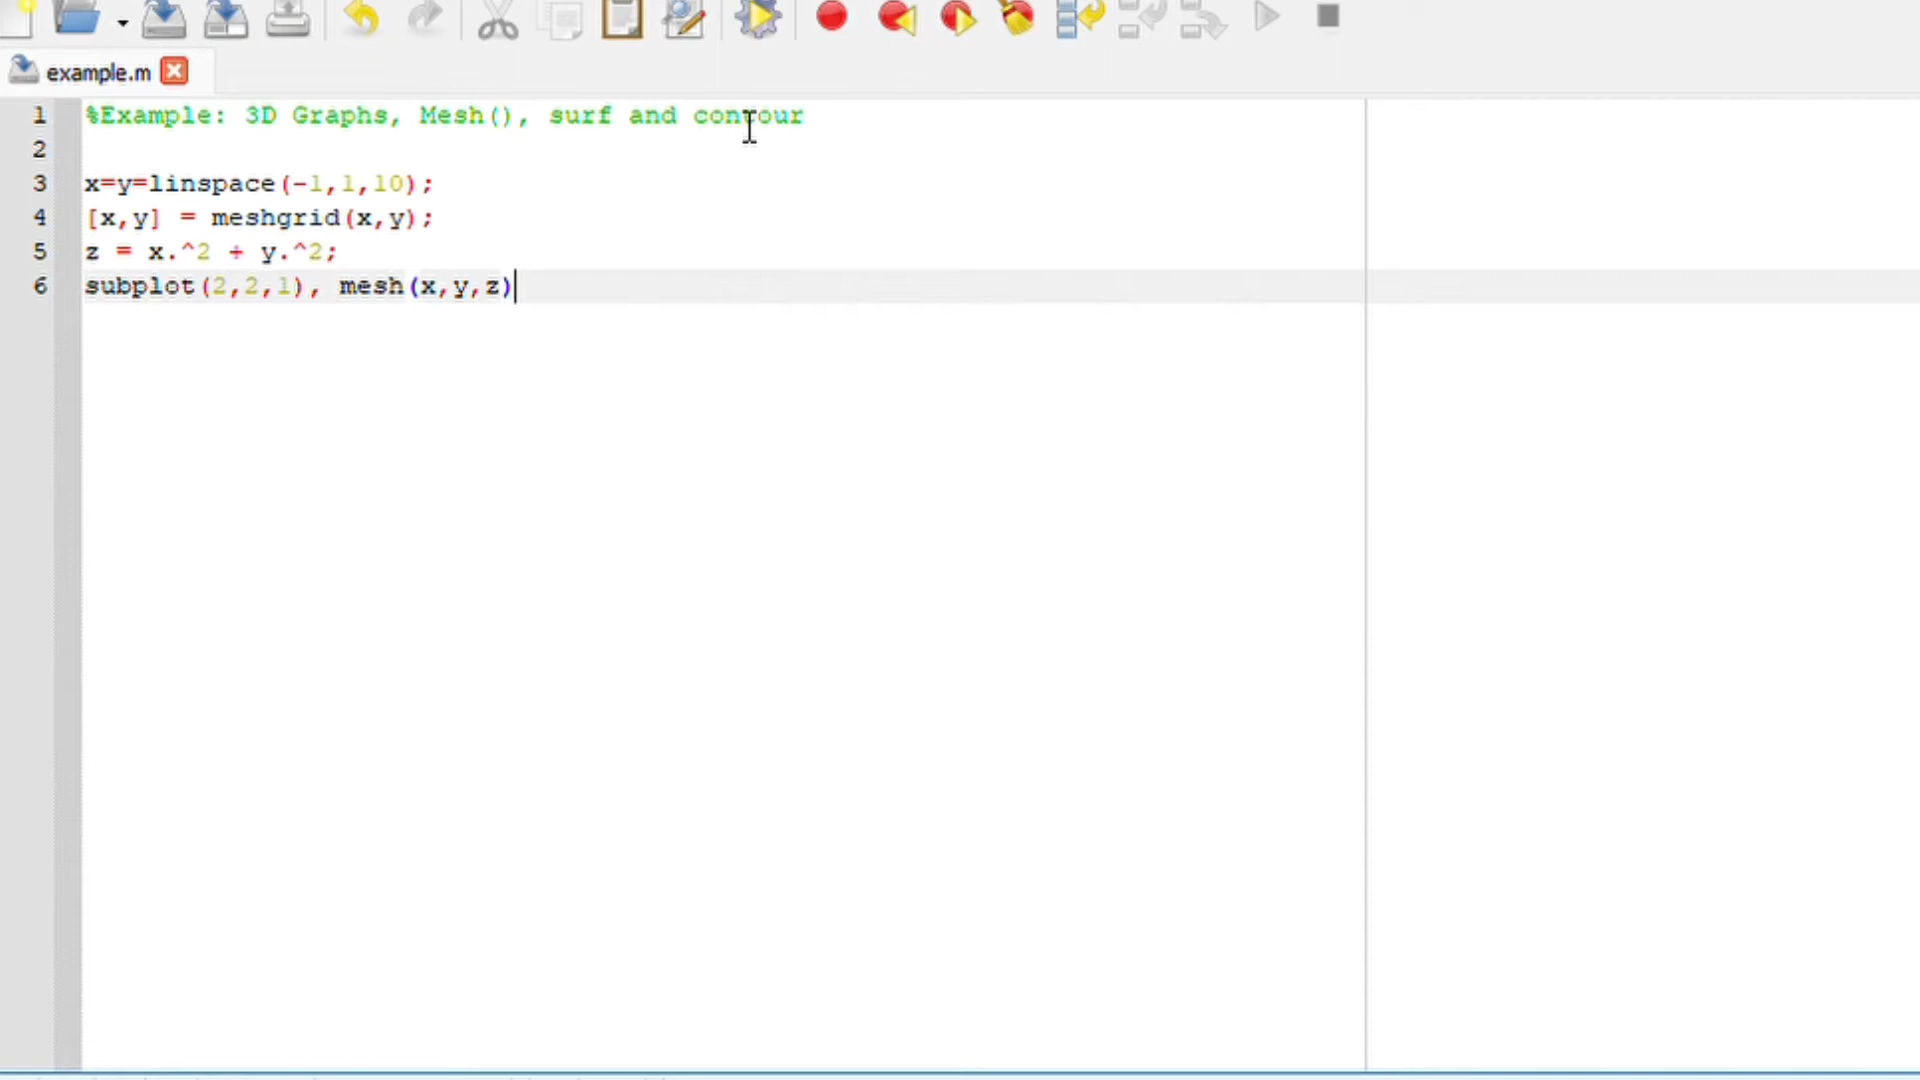 example.m
1 %Example: 3D Graphs, Mesh(), surf and contour
2
3 x=y=linspace(-1,1,10);
4 [x,y] = meshgrid(x,y);
5 z = x.^2 + y.^2;
6 subplot(2,2,1), mesh(x,y,z)